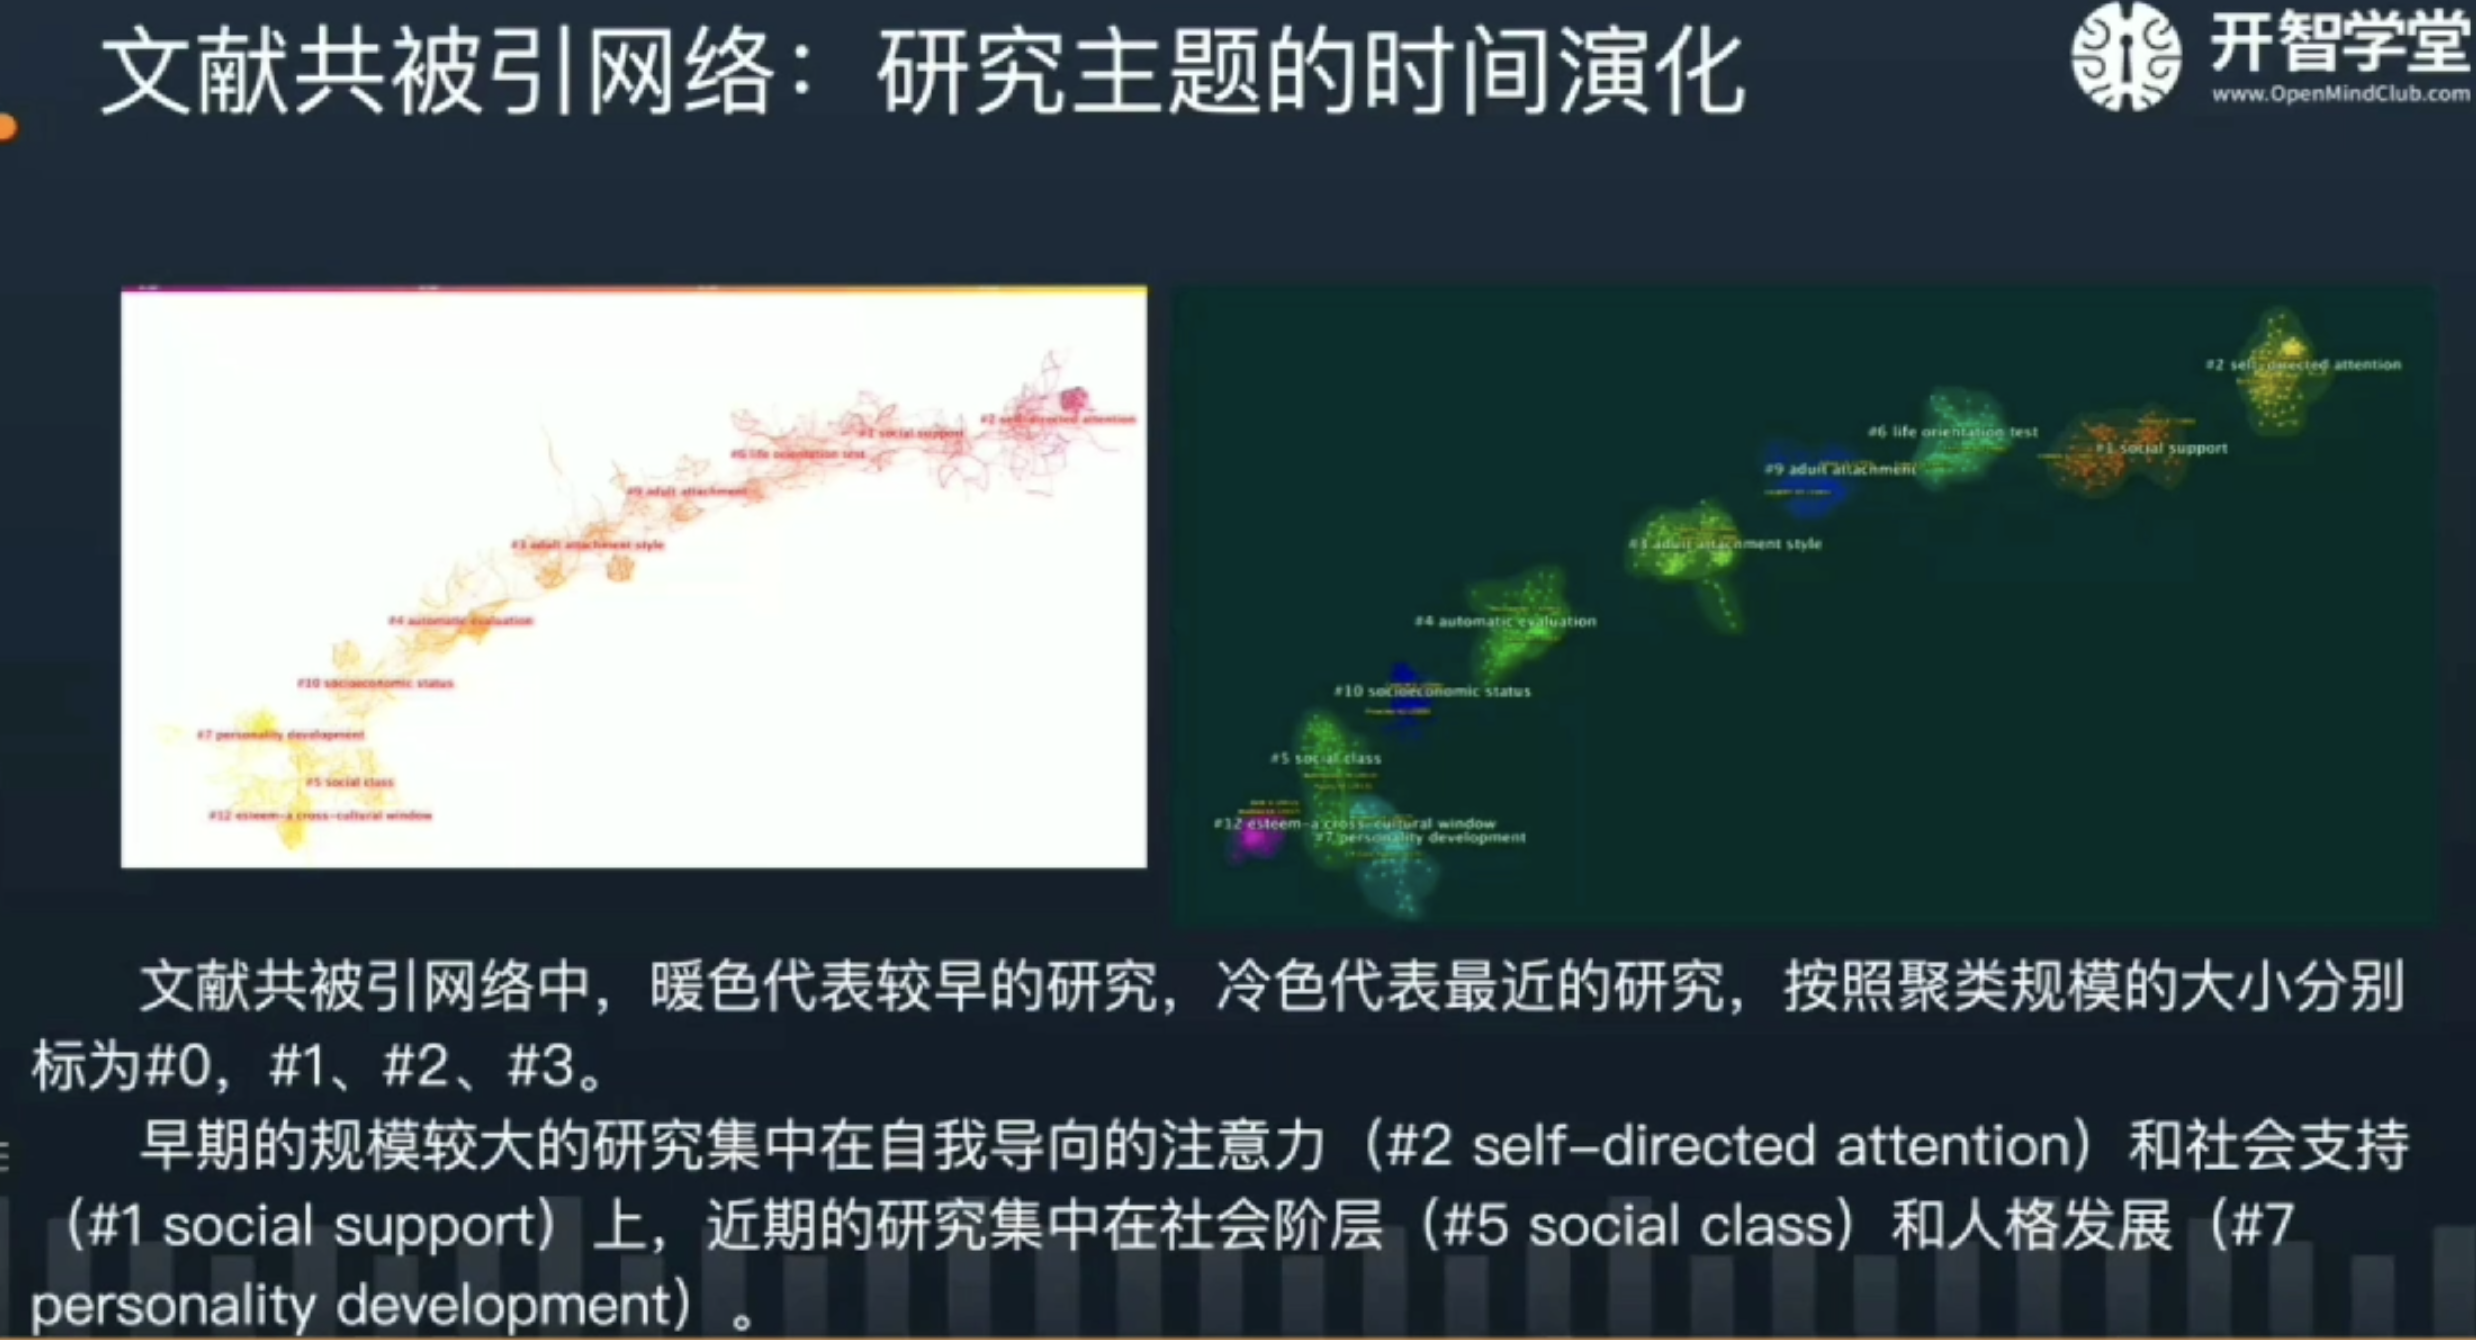 文献共被引网络：研究主题的时间演化
开智学堂
www.OpenMindClub.com
#2 self-directed attention
#1 social support
#6 life orientation test
#9 adult attachment
#3 adult attachment style
#4 automatic evaluation
#10 socioeconomic status
#7 personality development
#5 social class
#12 esteem-a cross-cultural window
#2 self-directed attention
#6 life orientation test
#1 social support
#9 adult attachment
#3 adult attachment style
#4 automatic evaluation
#10 socioeconomic status
#5 social class
#12 esteem-a cross-cultural window
#7 personality development
文献共被引网络中，暖色代表较早的研究，冷色代表最近的研究，按照聚类规模的大小分别
标为#0，#1、#2、#3。
早期的规模较大的研究集中在自我导向的注意力（#2 self-directed attention）和社会支持
（#1 social support）上，近期的研究集中在社会阶层（#5 social class）和人格发展（#7
personality development）。